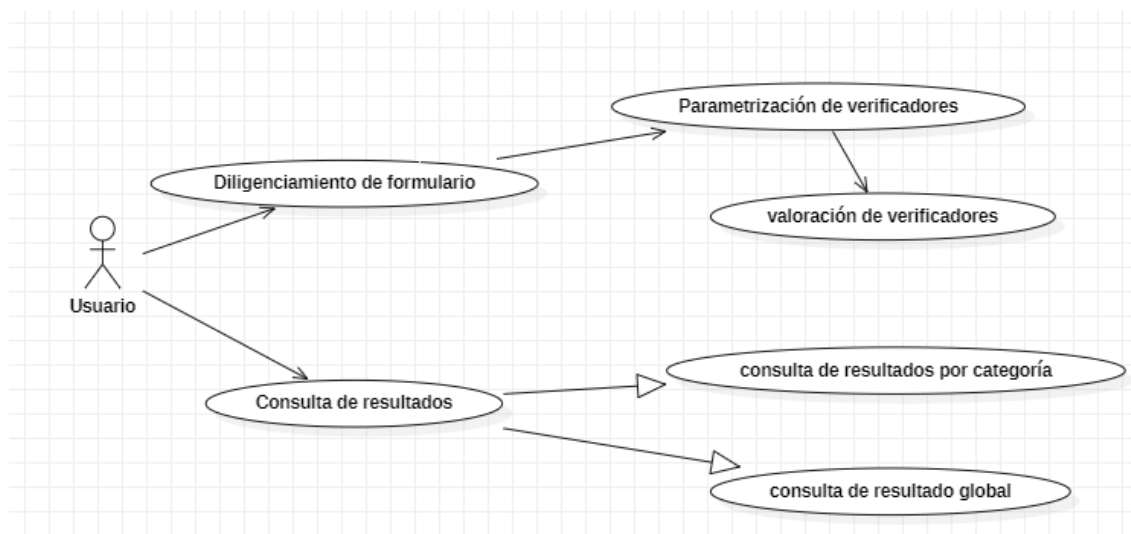 Parametrización de verificadores
Diligenciamiento de formulario
valoración de verificadores
Usuario
consulta de resultados por categoría
Consulta de resultados
consulta de resultado global